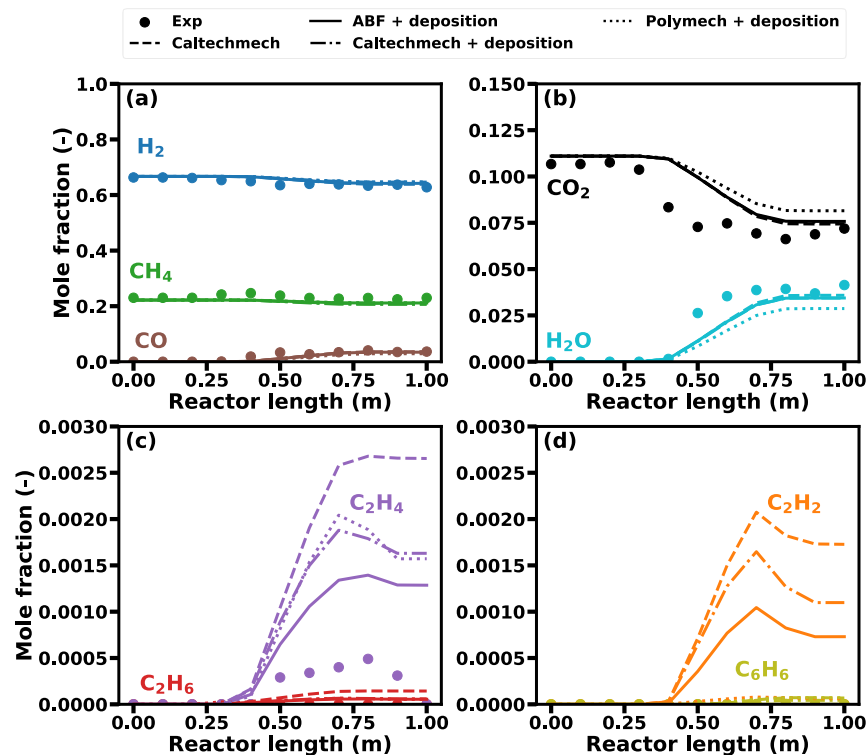 Exp
ABF + deposition
Polymech + deposition
Caltechmech
Caltechmech + deposition
(a)
H₂
CH₄
CO
1.0
0.8
0.6
0.4
0.2
0.0
Mole fraction (–)
0.00 0.25 0.50 0.75 1.00
Reactor length (m)
(b)
CO₂
H₂O
0.150
0.125
0.100
0.075
0.050
0.025
0.000
0.00 0.25 0.50 0.75 1.00
Reactor length (m)
(c)
C₂H₄
C₂H₆
0.0030
0.0025
0.0020
0.0015
0.0010
0.0005
0.0000
Mole fraction (–)
0.00 0.25 0.50 0.75 1.00
Reactor length (m)
(d)
C₂H₂
C₆H₆
0.0030
0.0025
0.0020
0.0015
0.0010
0.0005
0.0000
0.00 0.25 0.50 0.75 1.00
Reactor length (m)